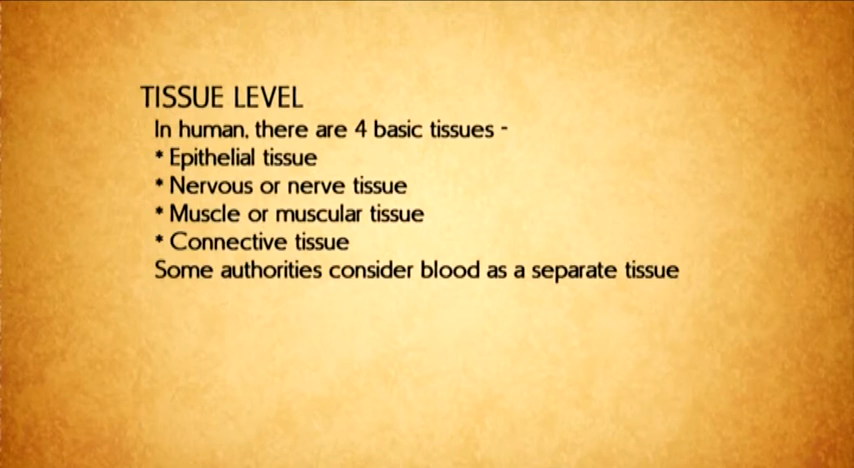 TISSUE LEVEL
In human, there are 4 basic tissues -
* Epithelial tissue
* Nervous or nerve tissue
* Muscle or muscular tissue
* Connective tissue
Some authorities consider blood as a separate tissue